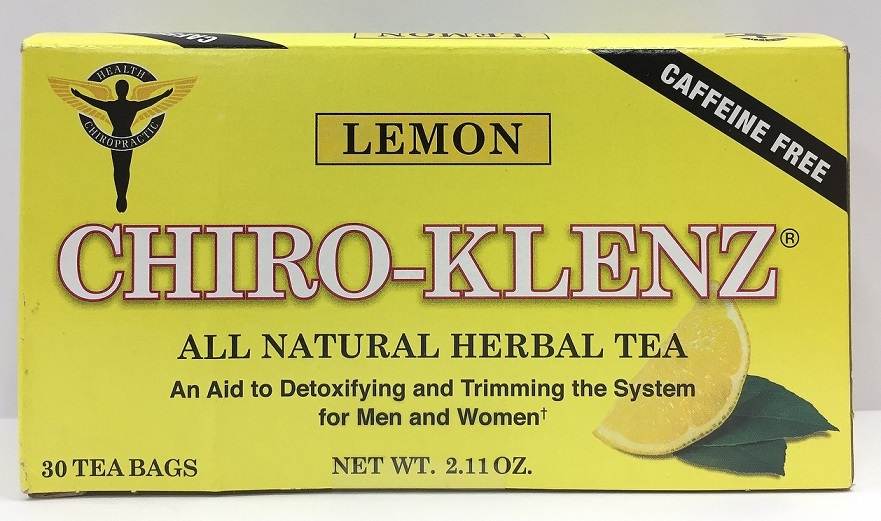 LEMON
HEALTH
CHIROPRACTIC
CAFFEINE FREE
LEMON
CHIRO-KLENZ®
ALL NATURAL HERBAL TEA
An Aid to Detoxifying and Trimming the System
for Men and Women†
30 TEA BAGS
NET WT. 2.11 OZ.